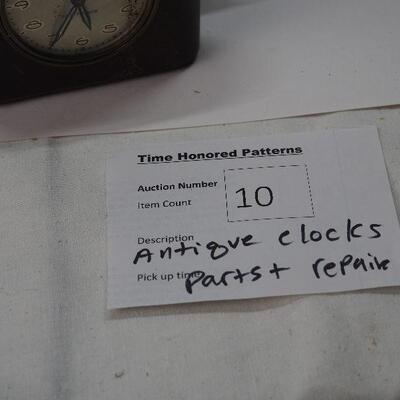 Time Honored Patterns
Auction Number
Item Count
10
Description
Antique clocks
Pick up time
parts + repair